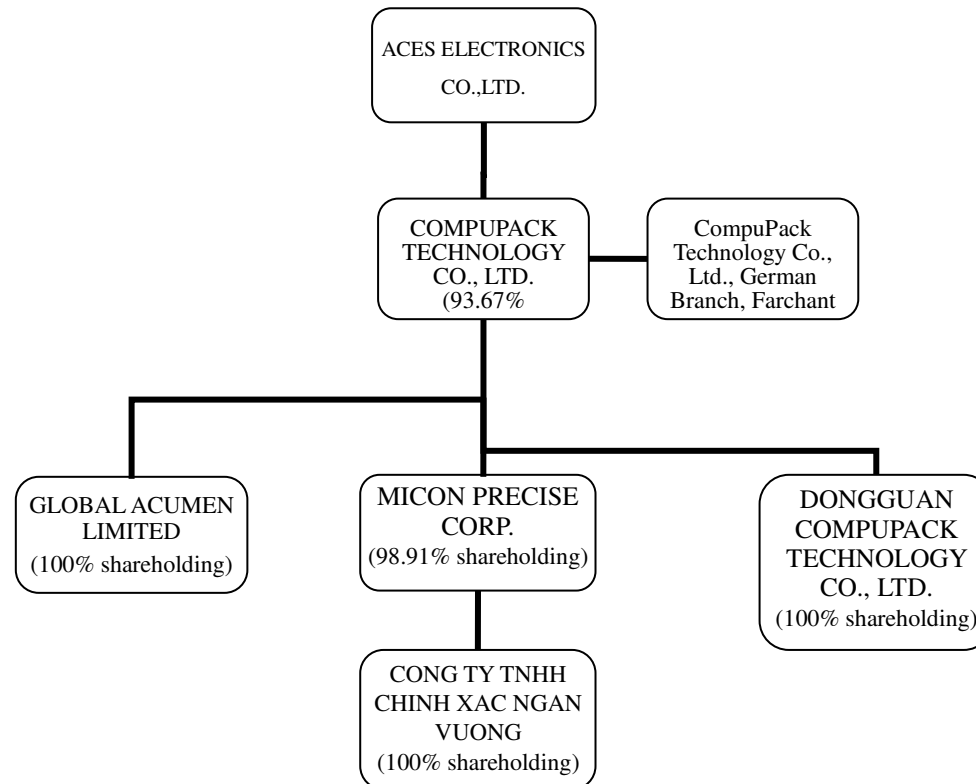 ACES ELECTRONICS
CO.,LTD.
COMPUPACK
TECHNOLOGY
CO., LTD.
(93.67%
CompuPack
Technology Co.,
Ltd., German
Branch, Farchant
GLOBAL ACUMEN
LIMITED
(100% shareholding)
MICON PRECISE
CORP.
(98.91% shareholding)
DONGGUAN
COMPUPACK
TECHNOLOGY
CO., LTD.
(100% shareholding)
CONG TY TNHH
CHINH XAC NGAN
VUONG
(100% shareholding)